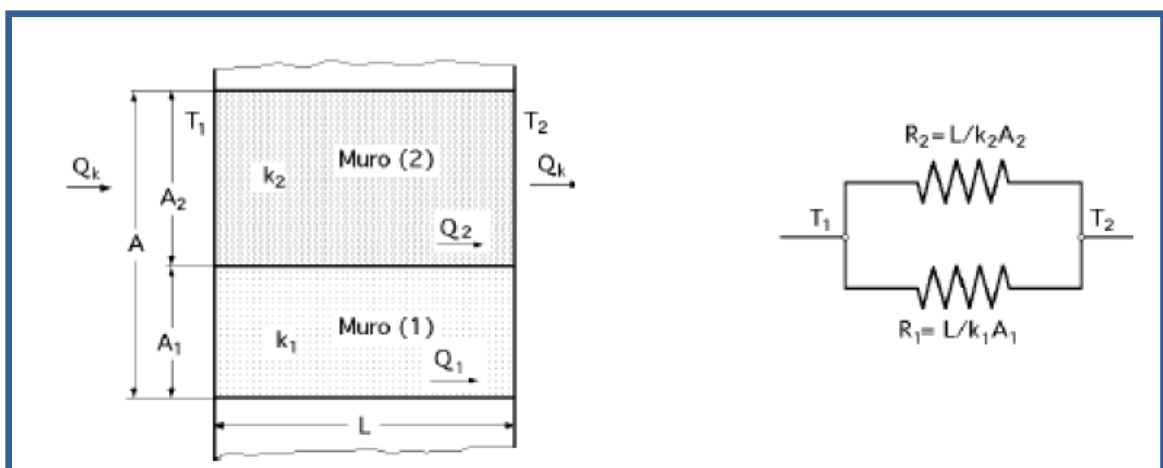 T₁
T₂
Qₖ
Qₖ
A
A₂
k₂
Muro (2)
Q₂
A₁
k₁
Muro (1)
Q₁
L
R₂=L/k₂A₂
T₁
T₂
R₁=L/k₁A₁